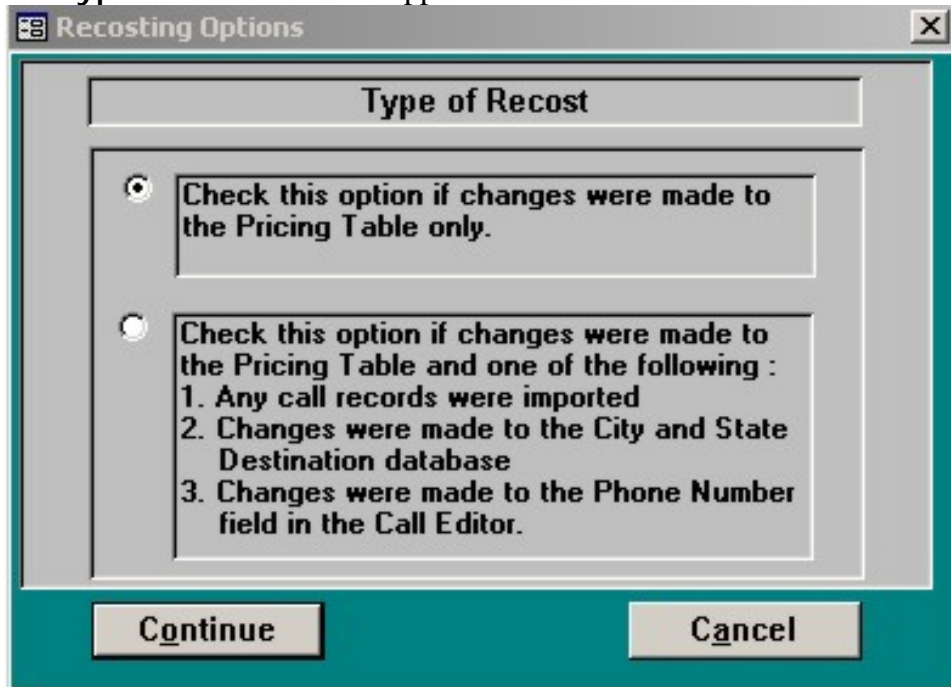 Recosting Options
Type of Recost
Check this option if changes were made to
the Pricing Table only.
Check this option if changes were made to
the Pricing Table and one of the following :
1. Any call records were imported
2. Changes were made to the City and State
Destination database
3. Changes were made to the Phone Number
field in the Call Editor.
Continue
Cancel